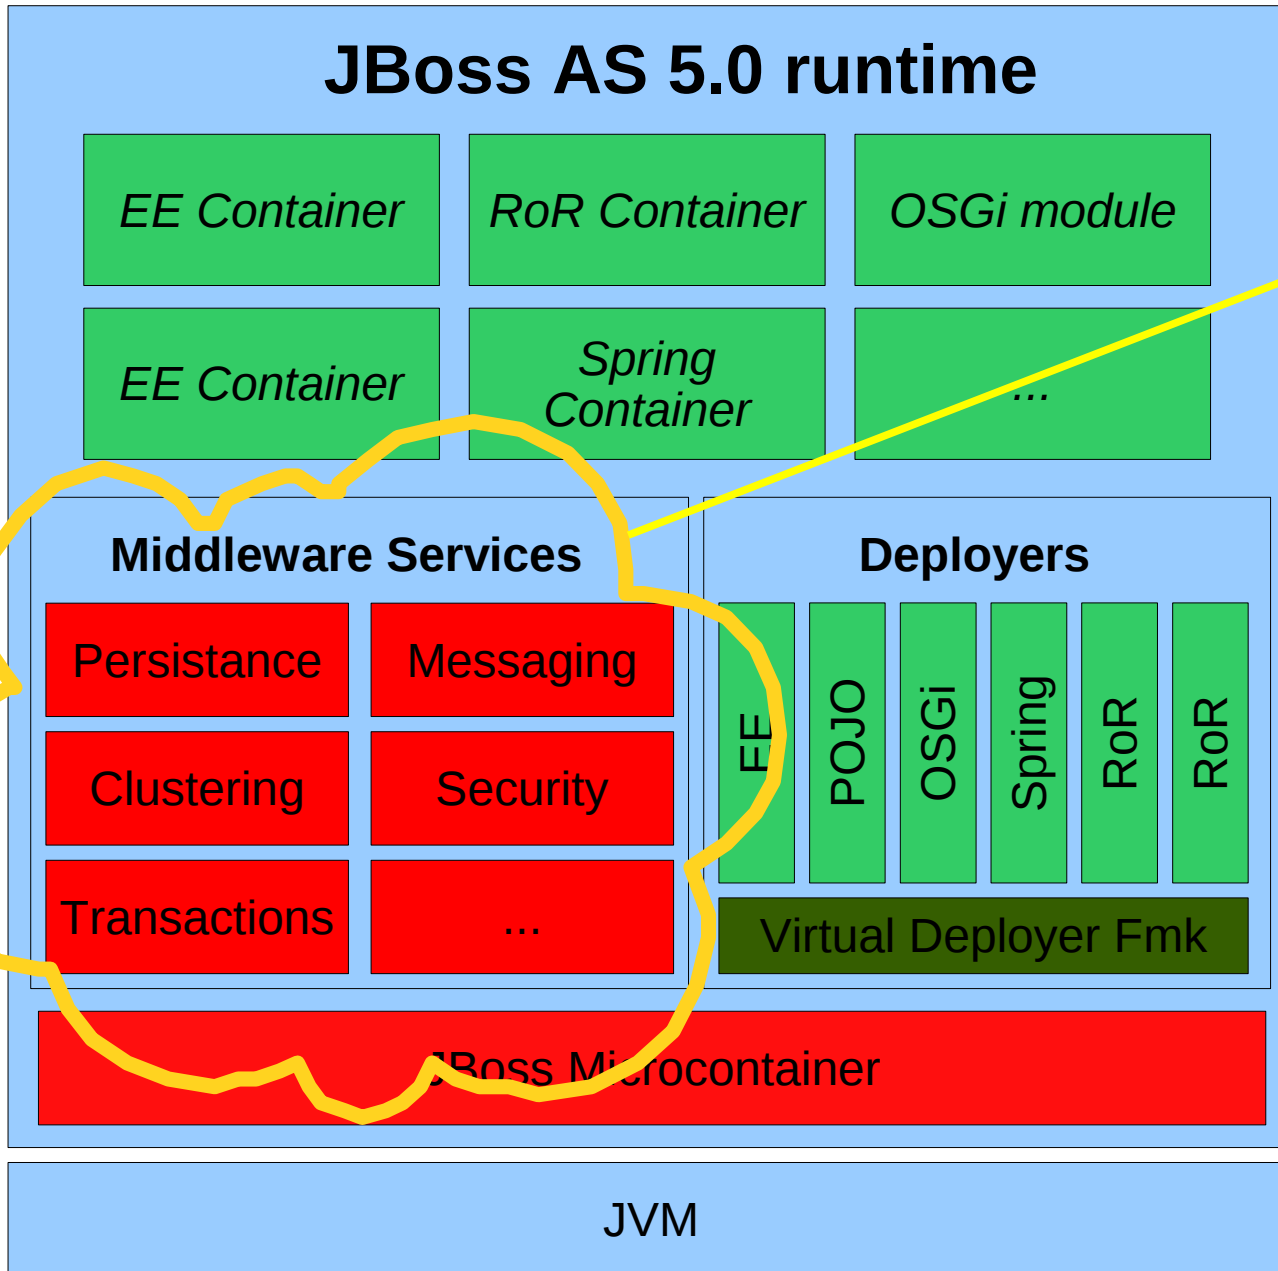 JBoss AS 5.0 runtime
EE Container
RoR Container
OSGi module
EE Container
Spring
Container
...
Middleware Services
Persistance
Messaging
Clustering
Security
Transactions
...
Deployers
EE
POJO
OSGi
Spring
RoR
RoR
Virtual Deployer Fmk
JBoss Microcontainer
JVM